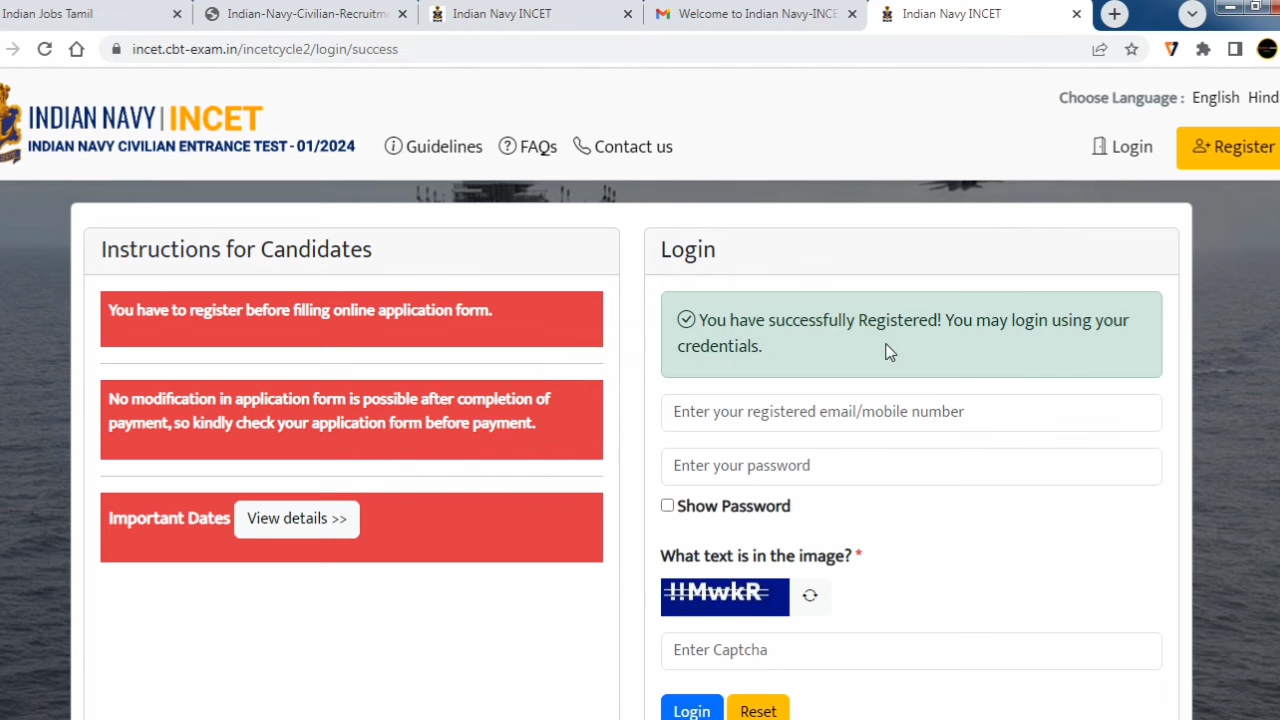 Indian Jobs Tamil
Indian-Navy-Civilian-Recruitm
Indian Navy INCET
Welcome to Indian Navy-INCE
Indian Navy INCET
incet.cbt-exam.in/incetcycle2/login/success
INDIAN NAVY | INCET
INDIAN NAVY CIVILIAN ENTRANCE TEST - 01/2024
Guidelines
FAQs
Contact us
Choose Language : English Hind
Login
Register
Instructions for Candidates
You have to register before filling online application form.
No modification in application form is possible after completion of
payment, so kindly check your application form before payment.
Important Dates View details >>
Login
You have successfully Registered! You may login using your
credentials.
Enter your registered email/mobile number
Enter your password
Show Password
What text is in the image? *
Enter Captcha
Login
Reset